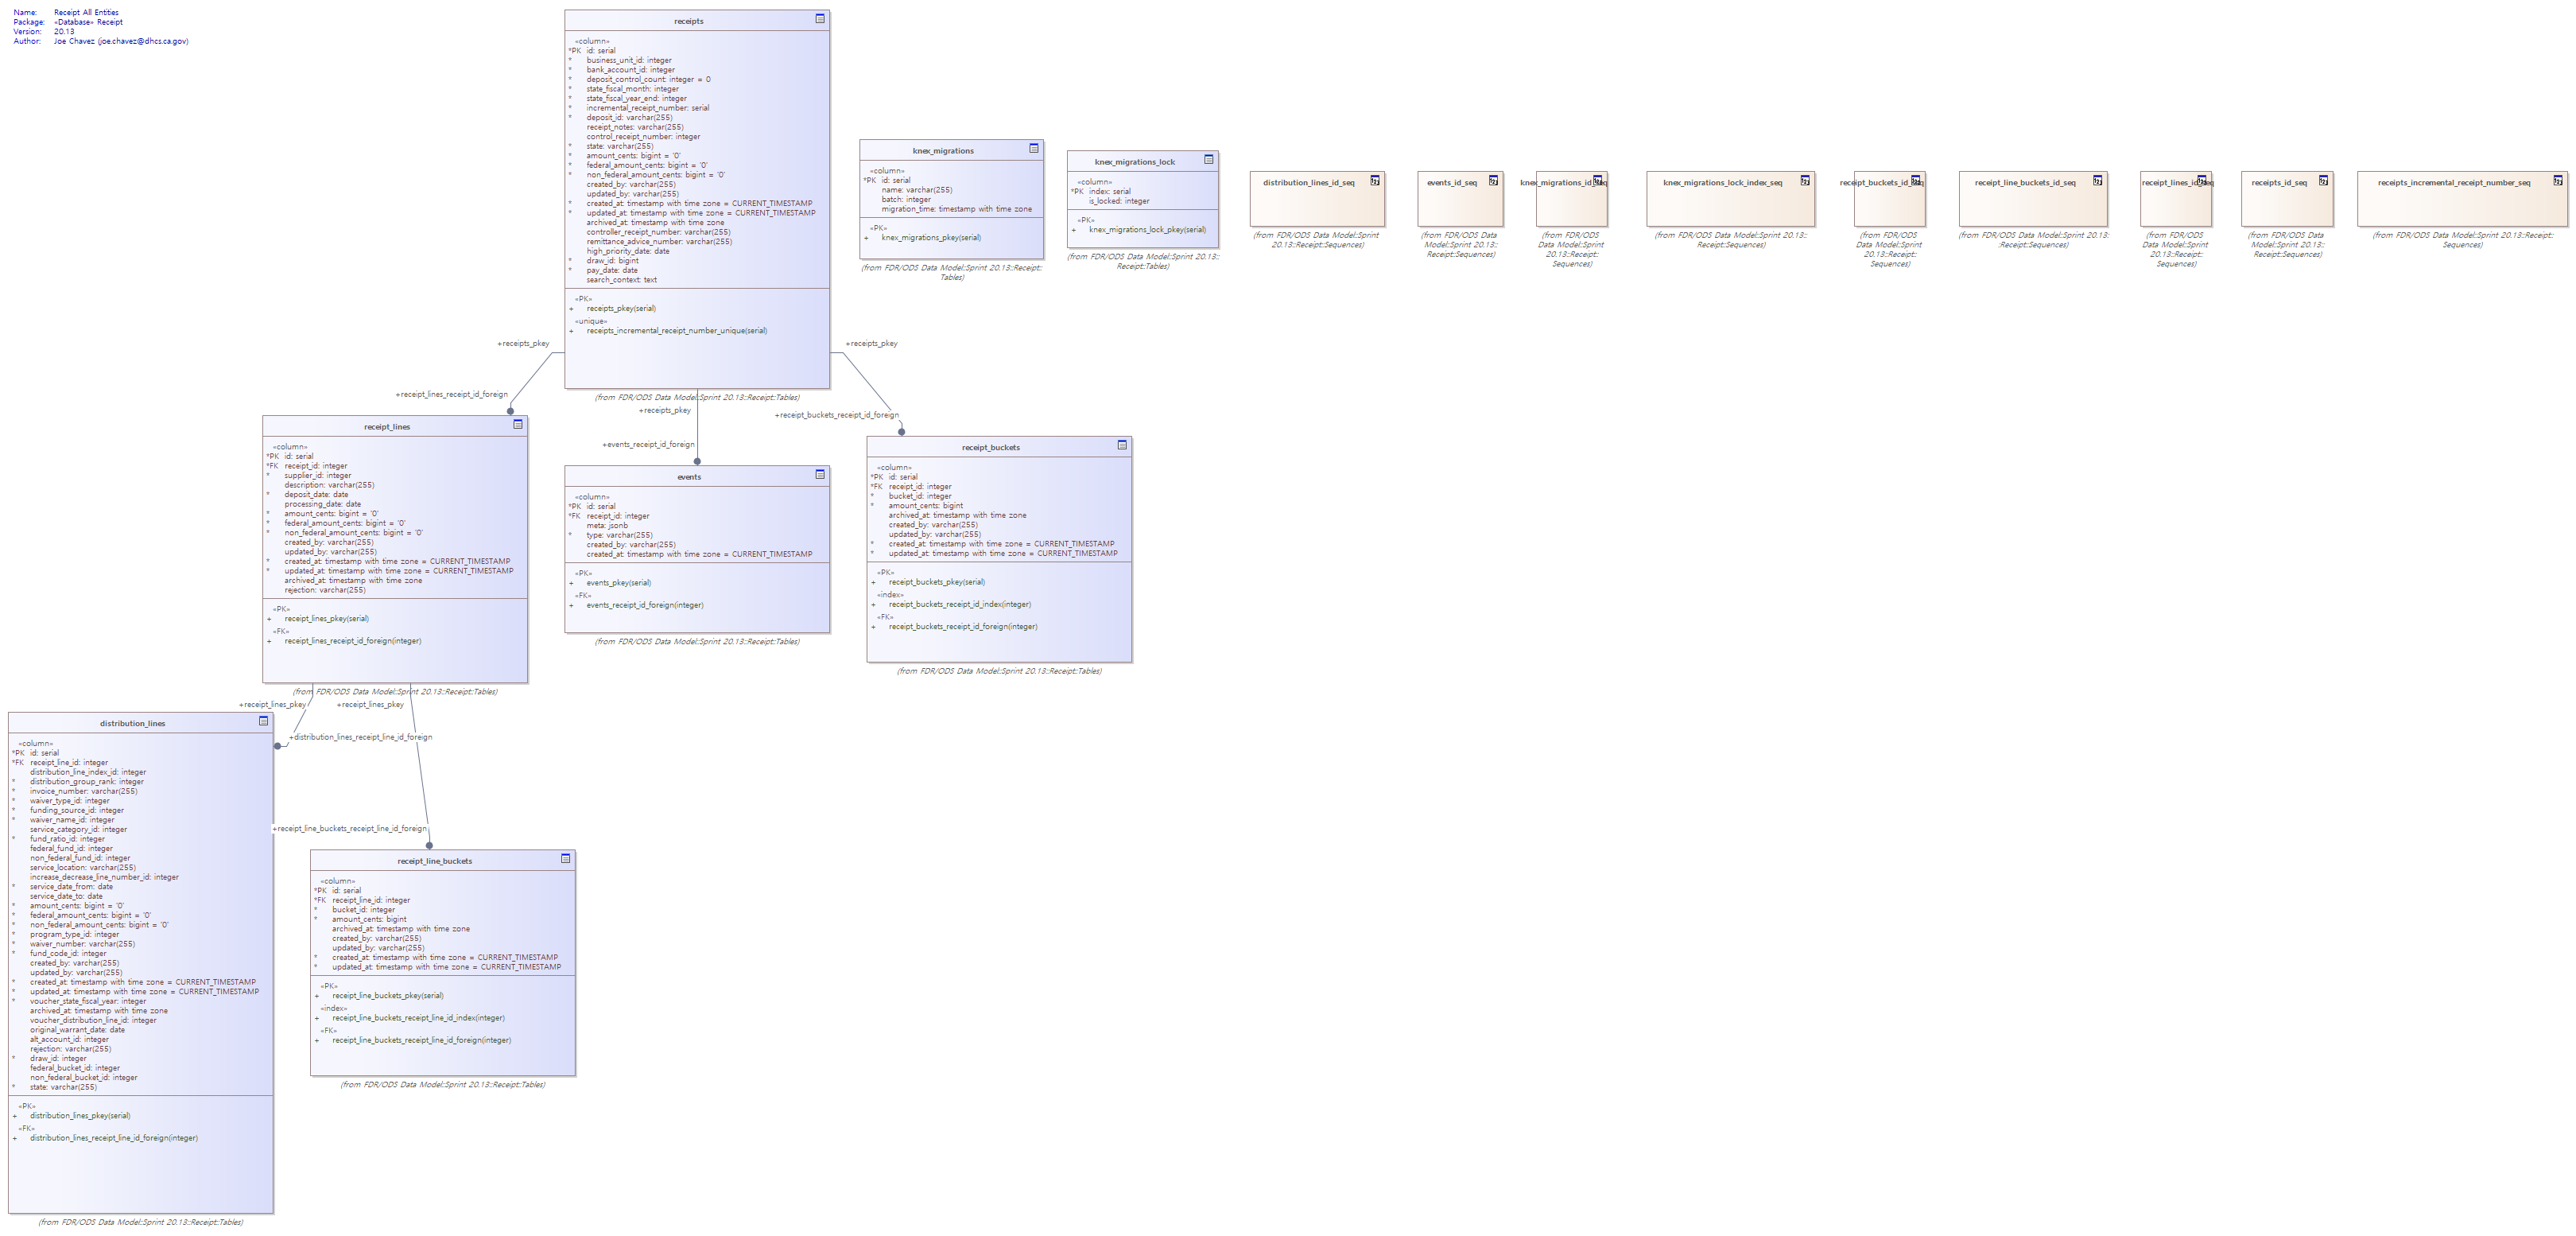 Name: Receipt All Entities
Package: «Database» Receipt
Version: 20.13
Author: Joe Chavez (joe.chavez@dhcs.ca.gov)
receipts
«column»
*PK id: serial
* business_unit_id: integer
* bank_account_id: integer
* deposit_control_count: integer = 0
* state_fiscal_month: integer
* state_fiscal_year_end: integer
* incremental_receipt_number: serial
* deposit_id: varchar(255)
receipt_notes: varchar(255)
control_receipt_number: integer
* state: varchar(255)
* amount_cents: bigint = '0'
* federal_amount_cents: bigint = '0'
* non_federal_amount_cents: bigint = '0'
created_by: varchar(255)
updated_by: varchar(255)
* created_at: timestamp with time zone = CURRENT_TIMESTAMP
* updated_at: timestamp with time zone = CURRENT_TIMESTAMP
archived_at: timestamp with time zone
controller_receipt_number: varchar(255)
remittance_advice_number: varchar(255)
high_priority_date: date
* draw_id: bigint
* pay_date: date
search_context: text
«PK»
+ receipts_pkey(serial)
«unique»
+ receipts_incremental_receipt_number_unique(serial)
(from FDR/ODS Data Model::Sprint 20.13::Receipt::Tables)
knex_migrations
«column»
*PK id: serial
name: varchar(255)
batch: integer
migration_time: timestamp with time zone
«PK»
+ knex_migrations_pkey(serial)
(from FDR/ODS Data Model::Sprint 20.13::Receipt::
Tables)
knex_migrations_lock
«column»
*PK index: serial
is_locked: integer
«PK»
+ knex_migrations_lock_pkey(serial)
(from FDR/ODS Data Model::Sprint 20.13::
Receipt::Tables)
distribution_lines_id_seq
(from FDR/ODS Data Model::Sprint
20.13::Receipt::Sequences)
events_id_seq
(from FDR/ODS Data
Model::Sprint 20.13::
Receipt::Sequences)
knex_migrations_id_seq
(from FDR/ODS
Data Model::Sprint
20.13::Receipt::
Sequences)
knex_migrations_lock_index_seq
(from FDR/ODS Data Model::Sprint 20.13::
Receipt::Sequences)
receipt_buckets_id_seq
(from FDR/ODS
Data Model::Sprint
20.13::Receipt::
Sequences)
receipt_line_buckets_id_seq
(from FDR/ODS Data Model::Sprint 20.13:
:Receipt::Sequences)
receipt_lines_id_seq
(from FDR/ODS
Data Model::Sprint
20.13::Receipt::
Sequences)
receipts_id_seq
(from FDR/ODS Data
Model::Sprint 20.13::
Receipt::Sequences)
receipts_incremental_receipt_number_seq
(from FDR/ODS Data Model::Sprint 20.13::Receipt::
Sequences)
+receipts_pkey
+receipt_lines_receipt_id_foreign
+receipts_pkey
+events_receipt_id_foreign
+receipts_pkey
+receipt_buckets_receipt_id_foreign
receipt_lines
«column»
*PK id: serial
*FK receipt_id: integer
* supplier_id: integer
description: varchar(255)
* deposit_date: date
processing_date: date
* amount_cents: bigint = '0'
* federal_amount_cents: bigint = '0'
* non_federal_amount_cents: bigint = '0'
created_by: varchar(255)
updated_by: varchar(255)
* created_at: timestamp with time zone = CURRENT_TIMESTAMP
* updated_at: timestamp with time zone = CURRENT_TIMESTAMP
archived_at: timestamp with time zone
rejection: varchar(255)
«PK»
+ receipt_lines_pkey(serial)
«FK»
+ receipt_lines_receipt_id_foreign(integer)
(from FDR/ODS Data Model::Sprint 20.13::Receipt::Tables)
events
«column»
*PK id: serial
*FK receipt_id: integer
meta: jsonb
* type: varchar(255)
created_by: varchar(255)
created_at: timestamp with time zone = CURRENT_TIMESTAMP
«PK»
+ events_pkey(serial)
«FK»
+ events_receipt_id_foreign(integer)
(from FDR/ODS Data Model::Sprint 20.13::Receipt::Tables)
receipt_buckets
«column»
*PK id: serial
*FK receipt_id: integer
* bucket_id: integer
* amount_cents: bigint
archived_at: timestamp with time zone
created_by: varchar(255)
updated_by: varchar(255)
* created_at: timestamp with time zone = CURRENT_TIMESTAMP
* updated_at: timestamp with time zone = CURRENT_TIMESTAMP
«PK»
+ receipt_buckets_pkey(serial)
«index»
+ receipt_buckets_receipt_id_index(integer)
«FK»
+ receipt_buckets_receipt_id_foreign(integer)
(from FDR/ODS Data Model::Sprint 20.13::Receipt::Tables)
+receipt_lines_pkey
+distribution_lines_receipt_line_id_foreign
+receipt_lines_pkey
+receipt_line_buckets_receipt_line_id_foreign
distribution_lines
«column»
*PK id: serial
*FK receipt_line_id: integer
distribution_line_index_id: integer
* distribution_group_rank: integer
* invoice_number: varchar(255)
* waiver_type_id: integer
* funding_source_id: integer
* waiver_name_id: integer
service_category_id: integer
* fund_ratio_id: integer
federal_fund_id: integer
non_federal_fund_id: integer
service_location: varchar(255)
increase_decrease_line_number_id: integer
* service_date_from: date
service_date_to: date
* amount_cents: bigint = '0'
* federal_amount_cents: bigint = '0'
* non_federal_amount_cents: bigint = '0'
* program_type_id: integer
* waiver_number: varchar(255)
* fund_code_id: integer
created_by: varchar(255)
updated_by: varchar(255)
* created_at: timestamp with time zone = CURRENT_TIMESTAMP
* updated_at: timestamp with time zone = CURRENT_TIMESTAMP
* voucher_state_fiscal_year: integer
archived_at: timestamp with time zone
voucher_distribution_line_id: integer
original_warrant_date: date
alt_account_id: integer
rejection: varchar(255)
* draw_id: integer
federal_bucket_id: integer
non_federal_bucket_id: integer
* state: varchar(255)
«PK»
+ distribution_lines_pkey(serial)
«FK»
+ distribution_lines_receipt_line_id_foreign(integer)
(from FDR/ODS Data Model::Sprint 20.13::Receipt::Tables)
receipt_line_buckets
«column»
*PK id: serial
*FK receipt_line_id: integer
* bucket_id: integer
* amount_cents: bigint
archived_at: timestamp with time zone
created_by: varchar(255)
updated_by: varchar(255)
* created_at: timestamp with time zone = CURRENT_TIMESTAMP
* updated_at: timestamp with time zone = CURRENT_TIMESTAMP
«PK»
+ receipt_line_buckets_pkey(serial)
«index»
+ receipt_line_buckets_receipt_line_id_index(integer)
«FK»
+ receipt_line_buckets_receipt_line_id_foreign(integer)
(from FDR/ODS Data Model::Sprint 20.13::Receipt::Tables)